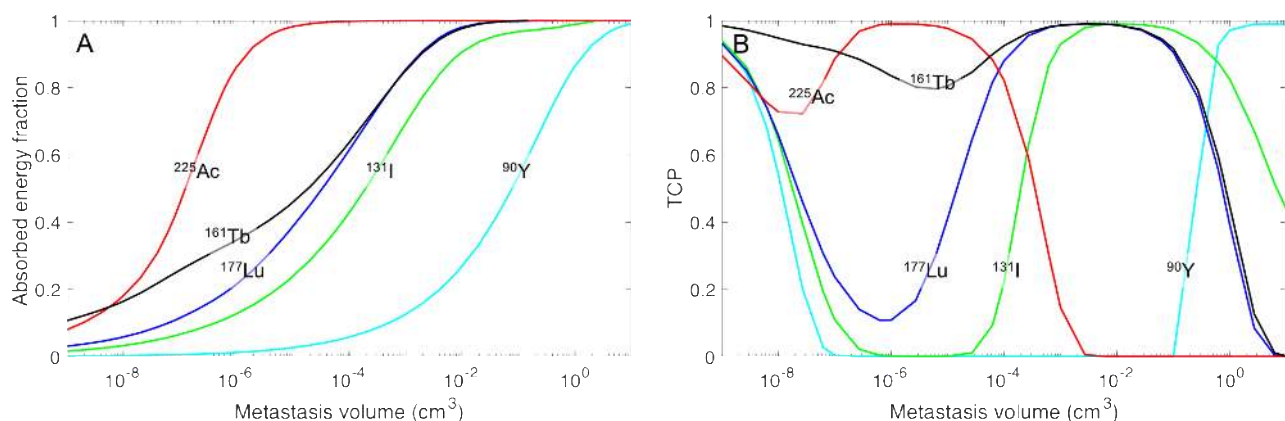 A
Absorbed energy fraction
1
0.8
0.6
0.4
0.2
0
²²⁵Ac
¹⁶¹Tb
¹⁷⁷Lu
¹³¹I
⁹⁰Y
10⁻⁸ 10⁻⁶ 10⁻⁴ 10⁻² 10⁰
Metastasis volume (cm³)
B
TCP
1
0.8
0.6
0.4
0.2
0
²²⁵Ac
¹⁶¹Tb
¹⁷⁷Lu
¹³¹I
⁹⁰Y
10⁻⁸ 10⁻⁶ 10⁻⁴ 10⁻² 10⁰
Metastasis volume (cm³)